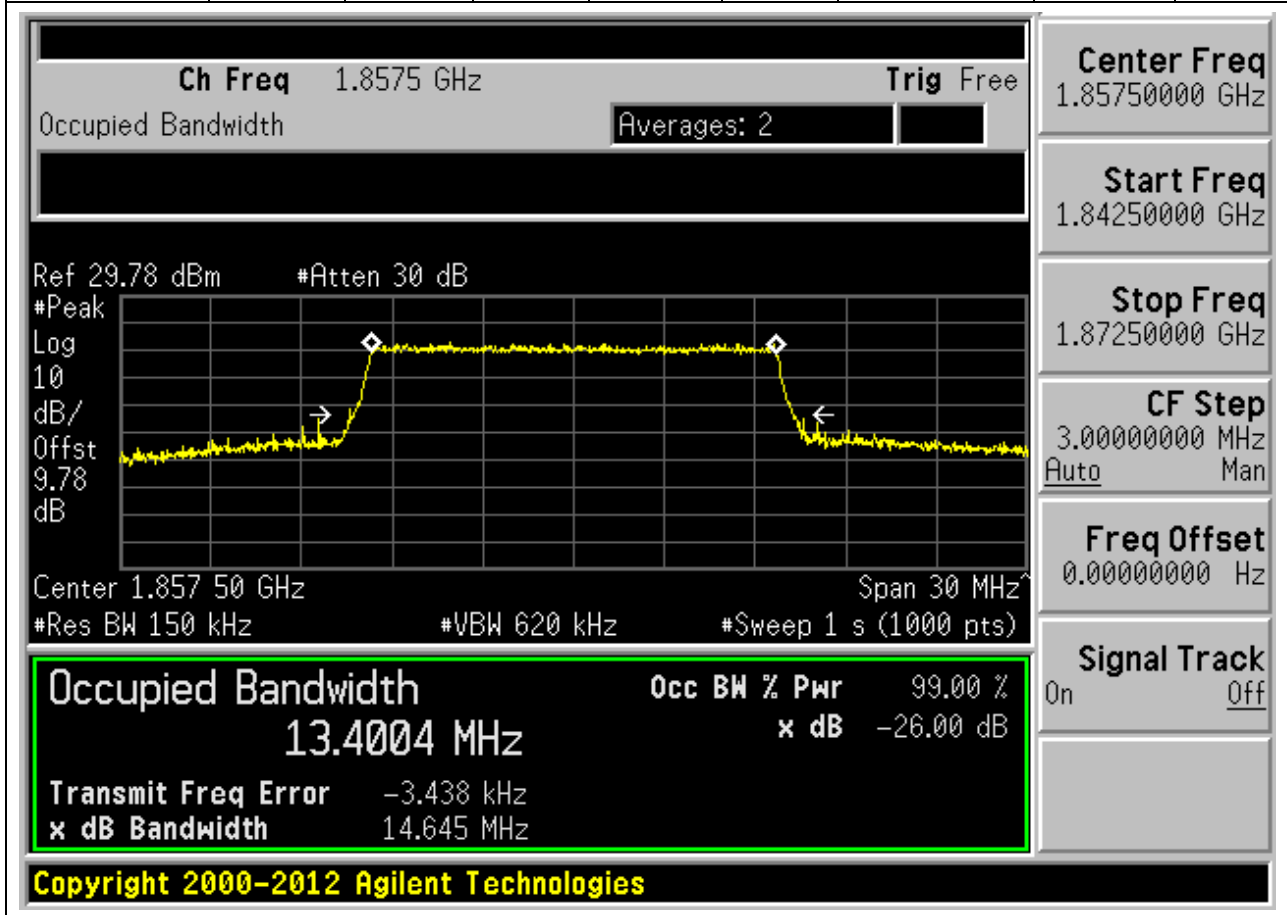 Ch Freq 1.8575 GHz Trig Free
Occupied Bandwidth Averages: 2
Ref 29.78 dBm #Atten 30 dB
#Peak
Log
10
dB/
Offst
9.78
dB
Center 1.857 50 GHz Span 30 MHz^
#Res BW 150 kHz #VBW 620 kHz #Sweep 1 s (1000 pts)
Occupied Bandwidth Occ BW % Pwr 99.00 %
13.4004 MHz x dB -26.00 dB
Transmit Freq Error -3.438 kHz
x dB Bandwidth 14.645 MHz
Copyright 2000-2012 Agilent Technologies
Center Freq
1.85750000 GHz
Start Freq
1.84250000 GHz
Stop Freq
1.87250000 GHz
CF Step
3.00000000 MHz
Auto Man
Freq Offset
0.00000000 Hz
Signal Track
On Off